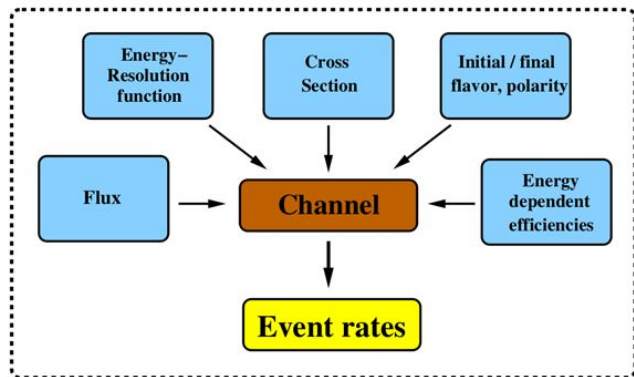 Energy−
Resolution
function
Cross
Section
Initial / final
flavor, polarity
Flux
Channel
Energy
dependent
efficiencies
Event rates